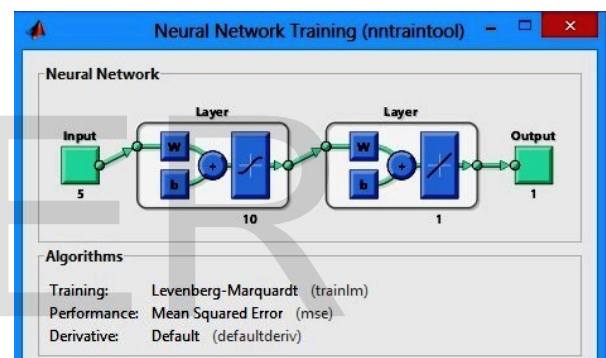 Neural Network Training (nntraintool)
Neural Network
Layer Layer
Input Output
W W
+ +
b b
5 10 1 1
Algorithms
Training: Levenberg-Marquardt (trainlm)
Performance: Mean Squared Error (mse)
Derivative: Default (defaultderiv)
ER